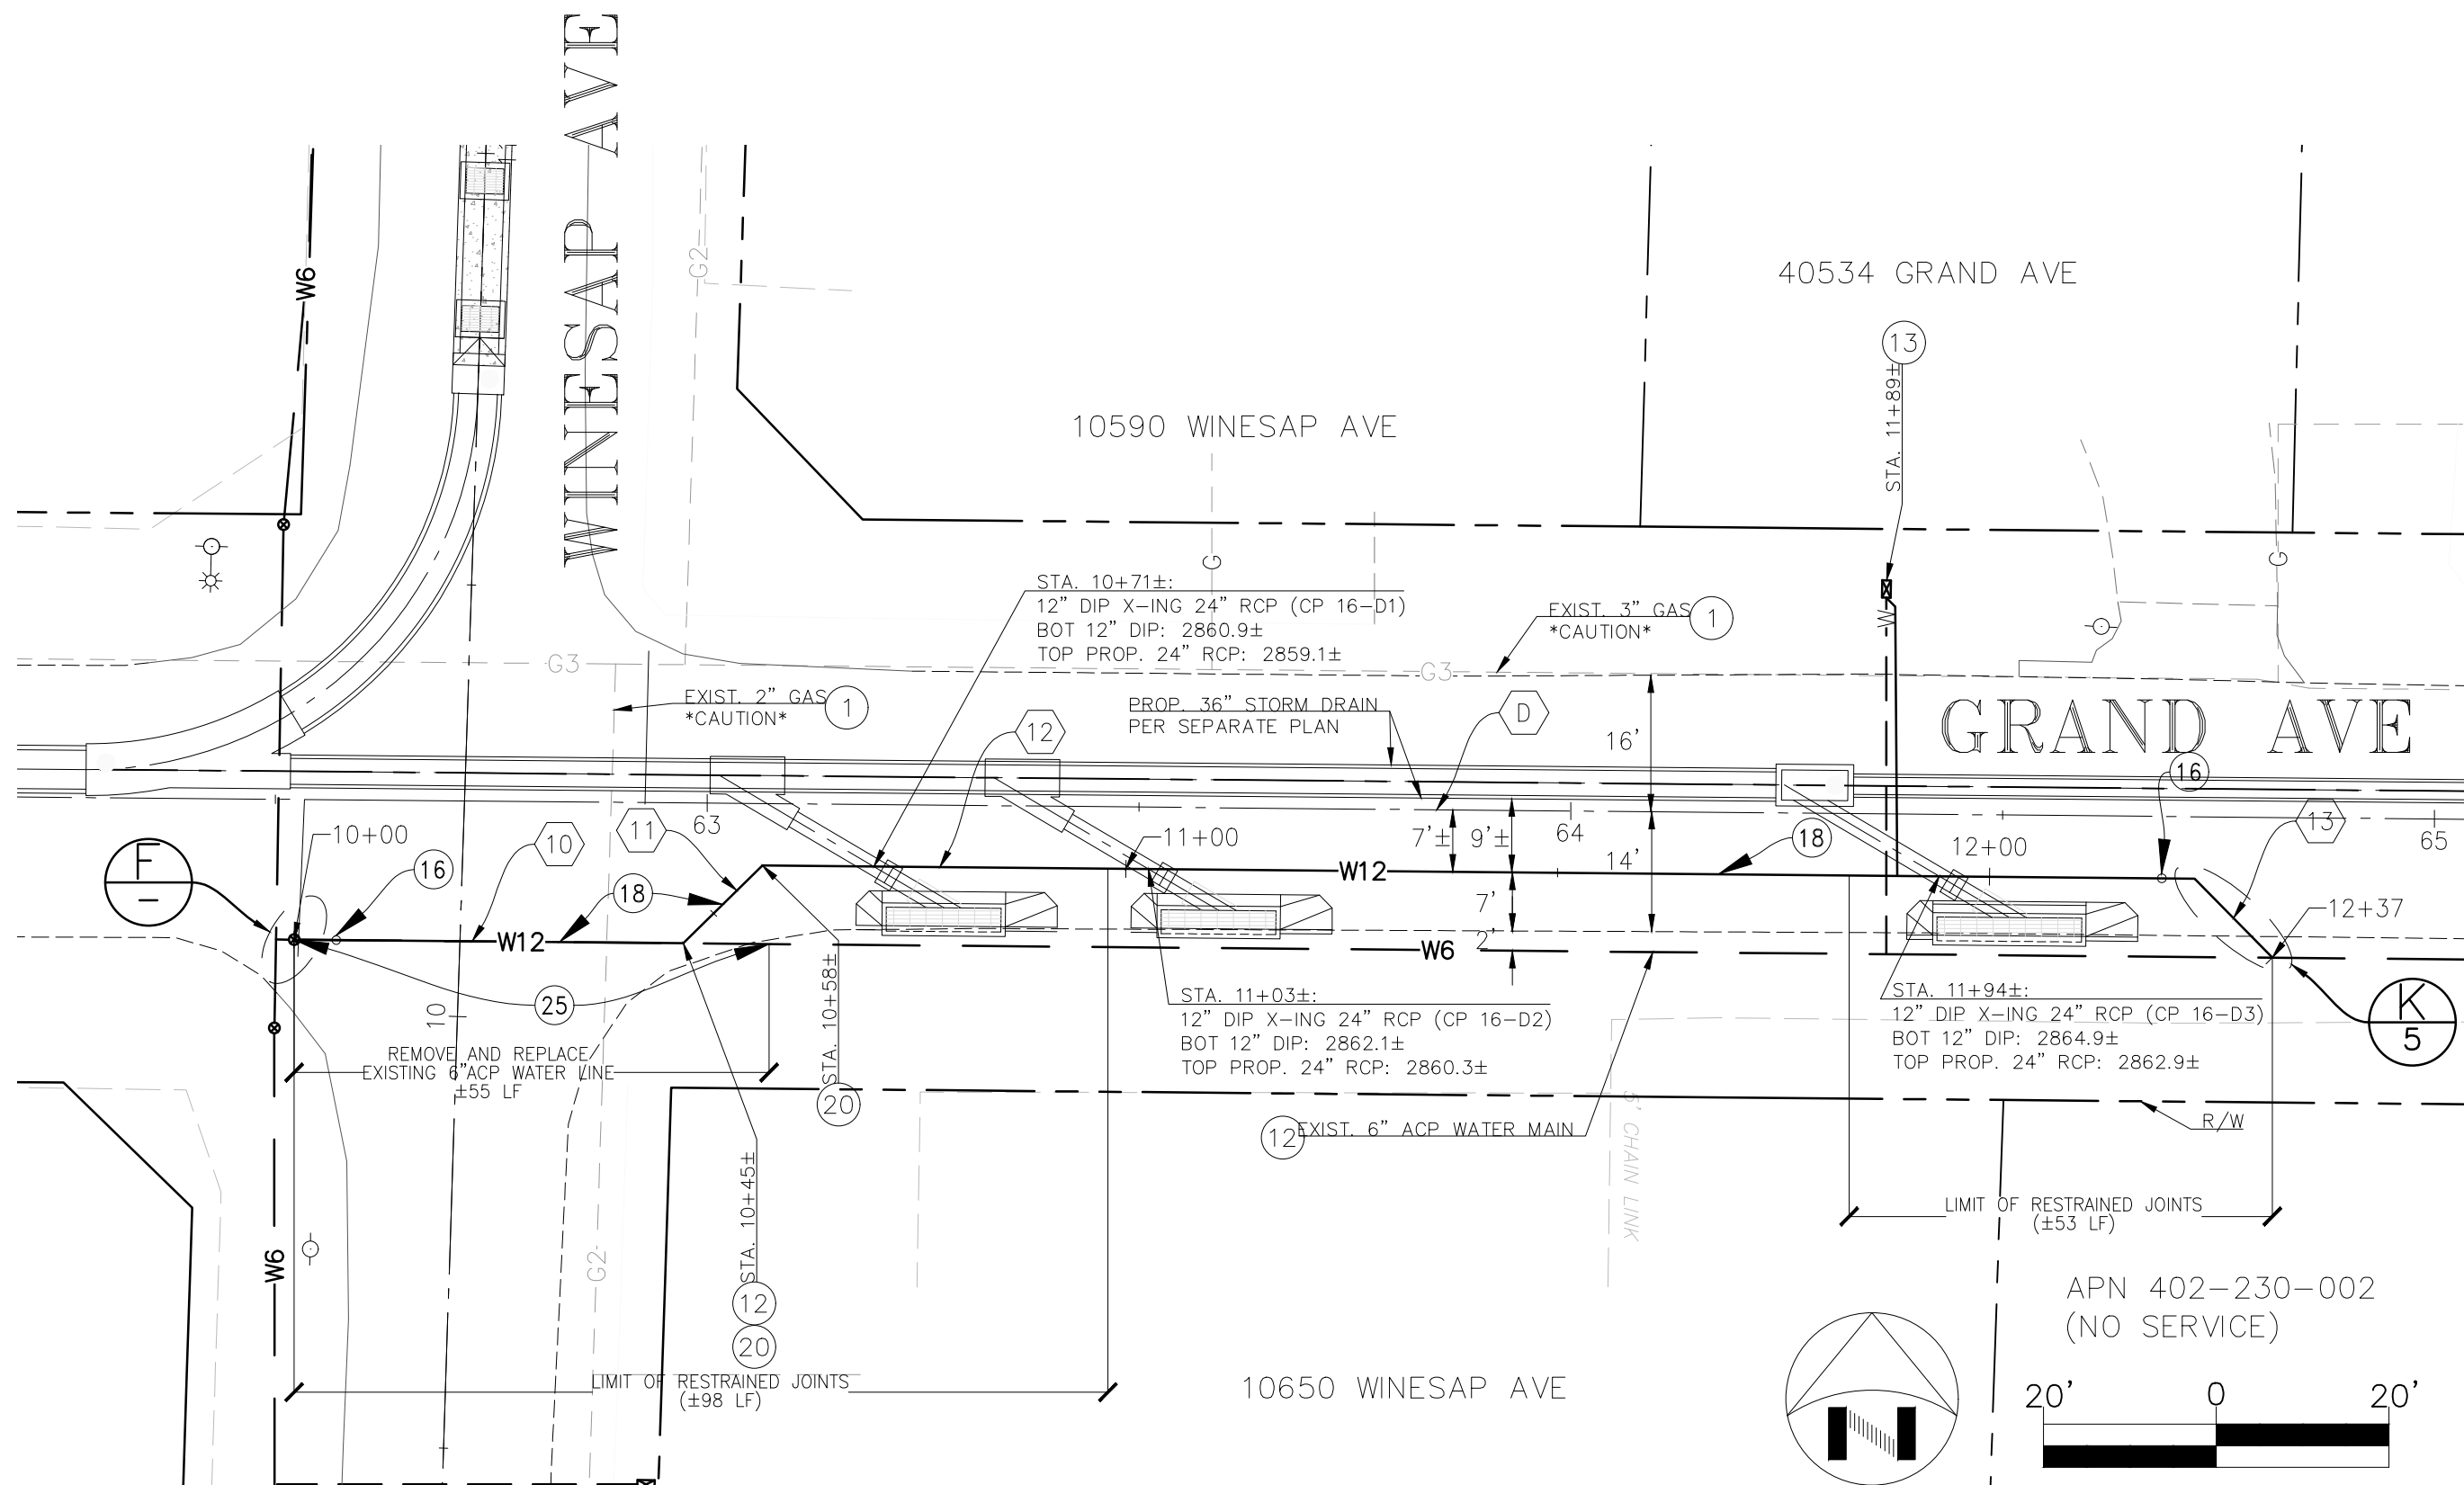 WINESAP AVE
W6
G2
40534 GRAND AVE
13
STA. 11+89±
10590 WINESAP AVE
G
G
STA. 10+71±:
12" DIP X-ING 24" RCP (CP 16-D1)
BOT 12" DIP: 2860.9±
TOP PROP. 24" RCP: 2859.1±
EXIST. 3" GAS
*CAUTION*
1
W
G3
G3
EXIST. 2" GAS
*CAUTION*
1
PROP. 36" STORM DRAIN
PER SEPARATE PLAN
12
D
16'
GRAND AVE
16
10+00
11
63
10
16
18
11+00
7'±
9'±
64
14'
18
12+00
13
65
F
-
W12
W12
7'
2'
W6
12+37
25
10
STA. 10+58±
20
STA. 11+03±:
12" DIP X-ING 24" RCP (CP 16-D2)
BOT 12" DIP: 2862.1±
TOP PROP. 24" RCP: 2860.3±
STA. 11+94±:
12" DIP X-ING 24" RCP (CP 16-D3)
BOT 12" DIP: 2864.9±
TOP PROP. 24" RCP: 2862.9±
K
5
REMOVE AND REPLACE
EXISTING 6"ACP WATER LINE
±55 LF
12
EXIST. 6" ACP WATER MAIN
5' CHAIN LINK
R/W
STA. 10+45±
12
20
W6
G2
LIMIT OF RESTRAINED JOINTS
(±53 LF)
LIMIT OF RESTRAINED JOINTS
(±98 LF)
10650 WINESAP AVE
APN 402-230-002
(NO SERVICE)
N
20' 0 20'